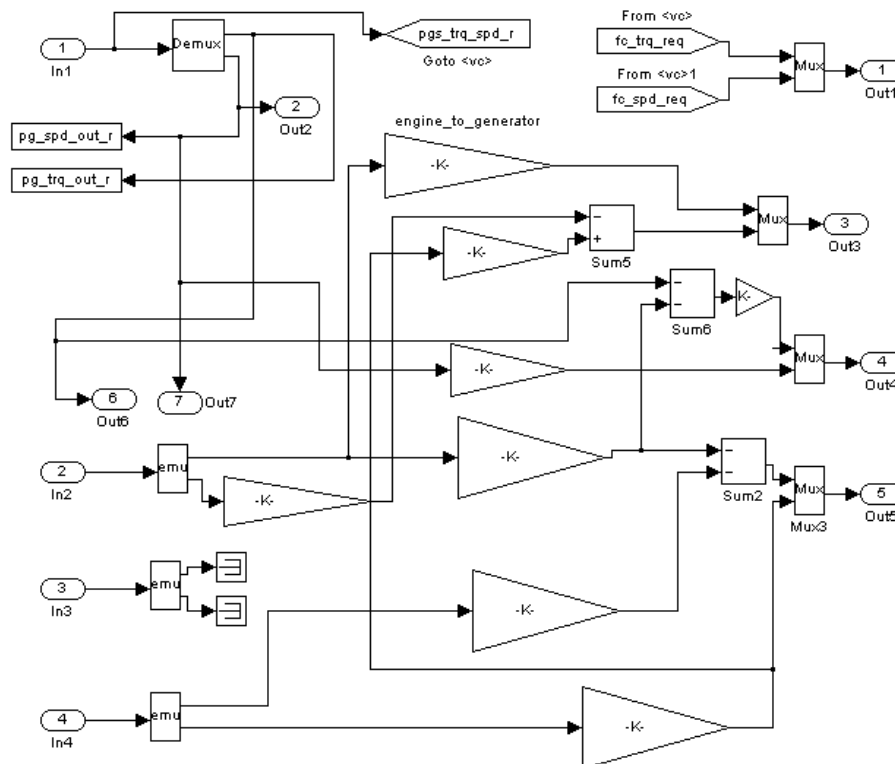 From <vc>
1
In1
Demux
pgs_trq_spd_r
Goto <vc>
fc_trq_req
Mux
1
Out1
From <vc>1
fc_spd_req
2
Out2
pg_spd_out_r
pg_trq_out_r
engine_to_generator
-K-
Mux
3
Out3
-K-
Sum5
Sum6
K-
-K-
Mux
4
Out4
6
Out6
7
Out7
2
In2
emu
-K-
-K-
Sum2
Mux
Mux3
5
Out5
3
In3
emu
-K-
4
In4
emu
-K-